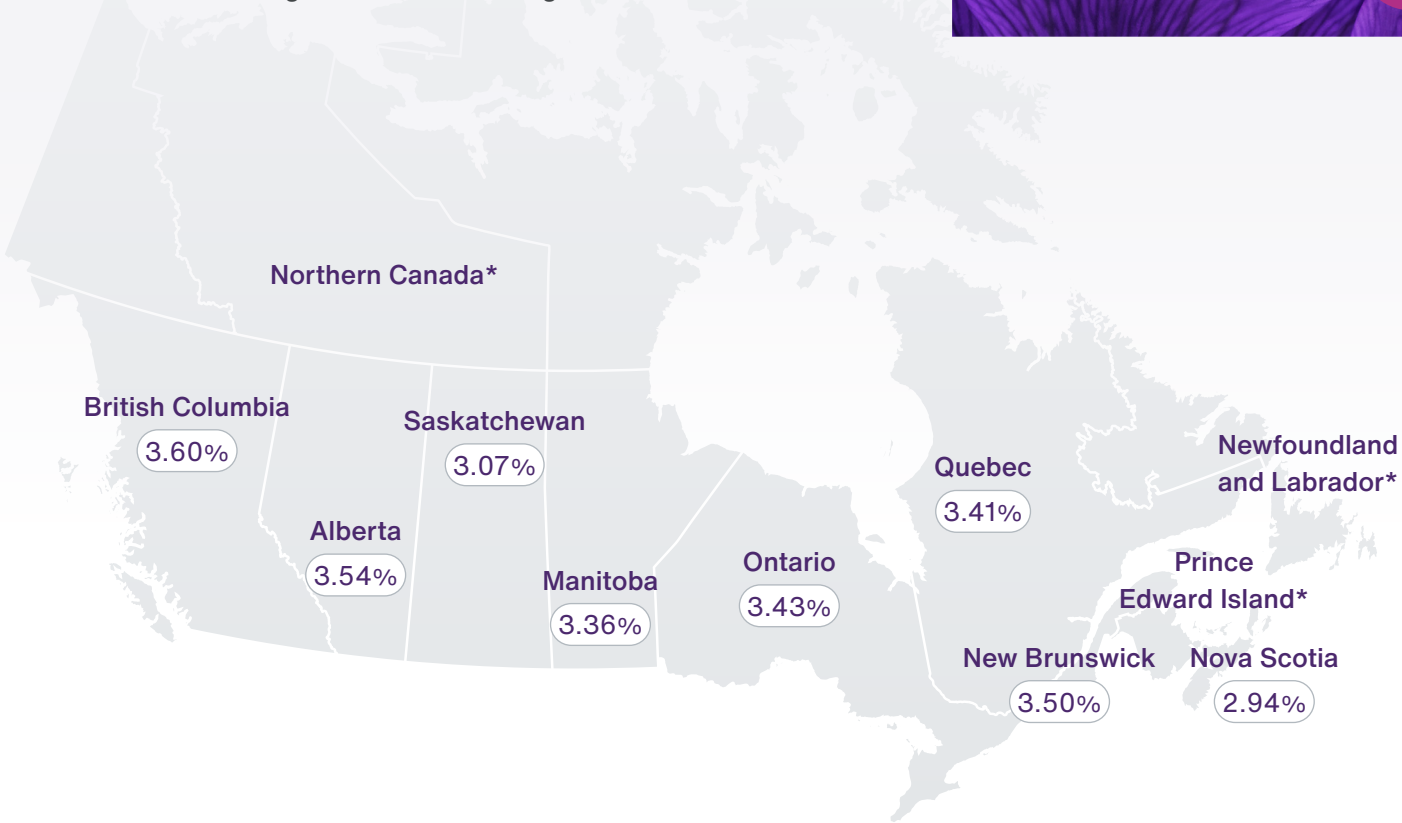 Northern Canada*
British Columbia
3.60%
Saskatchewan
3.07%
Alberta
3.54%
Manitoba
3.36%
Ontario
3.43%
Quebec
3.41%
Newfoundland
and Labrador*
Prince
Edward Island*
New Brunswick
3.50%
Nova Scotia
2.94%